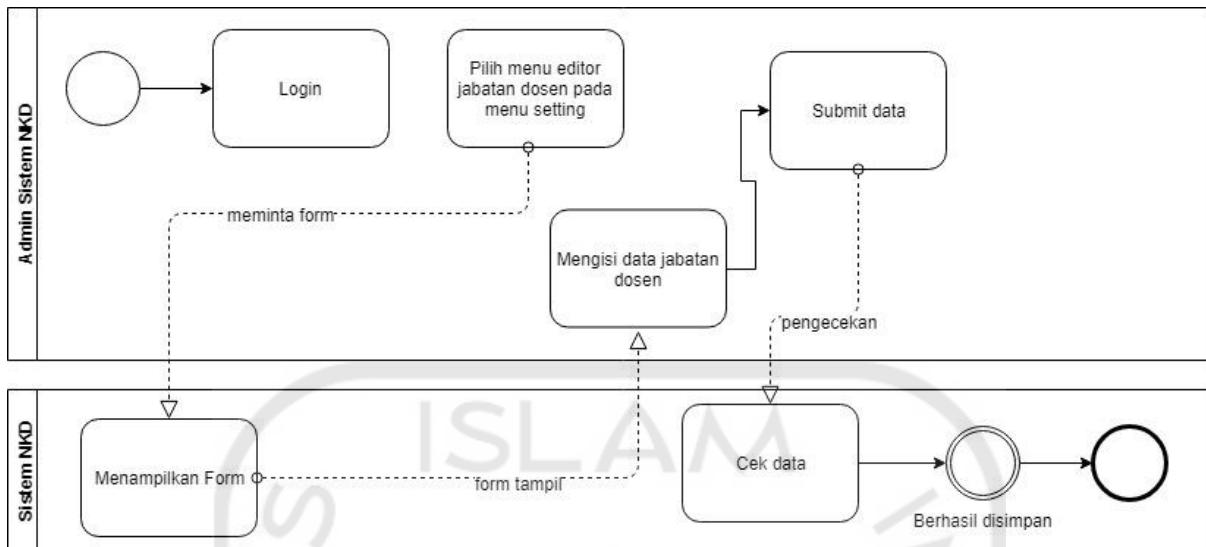 Admin Sistem NKD
Login
Pilih menu editor
jabatan dosen pada
menu setting
Submit data
meminta form
Mengisi data jabatan
dosen
pengecekan
Sistem NKD
Menampilkan Form
form tampil
Cek data
Berhasil disimpan
ISLAM